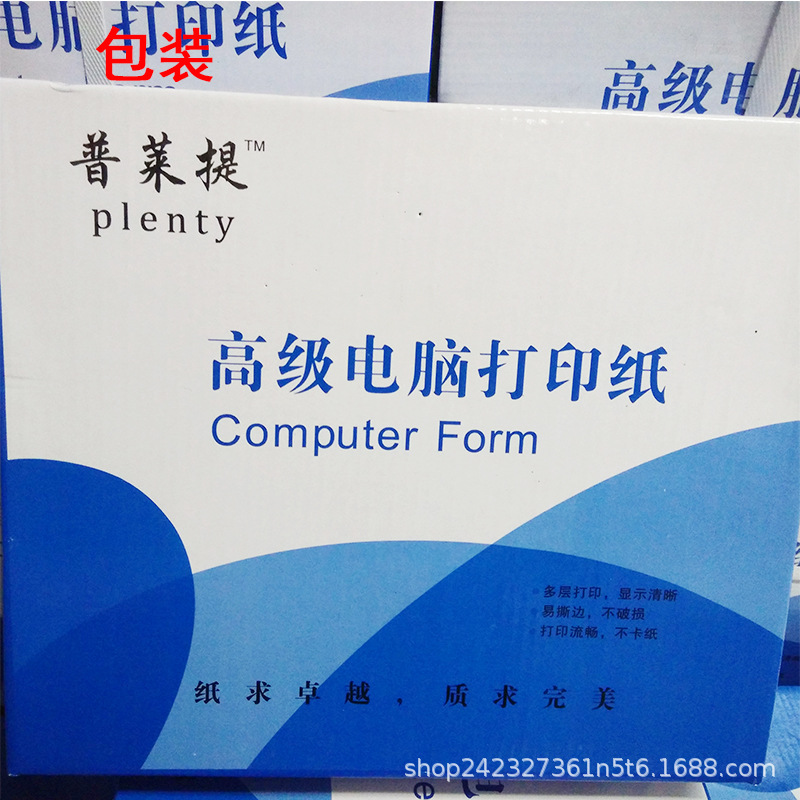 电脑打印纸
包装
高级电
普莱提™
plenty
高级电脑打印纸
Computer Form
多层打印，显示清晰
易撕边，不破损
打印流畅，不卡纸
纸求卓越，质求完美
shop242327361n5t6.1688.com